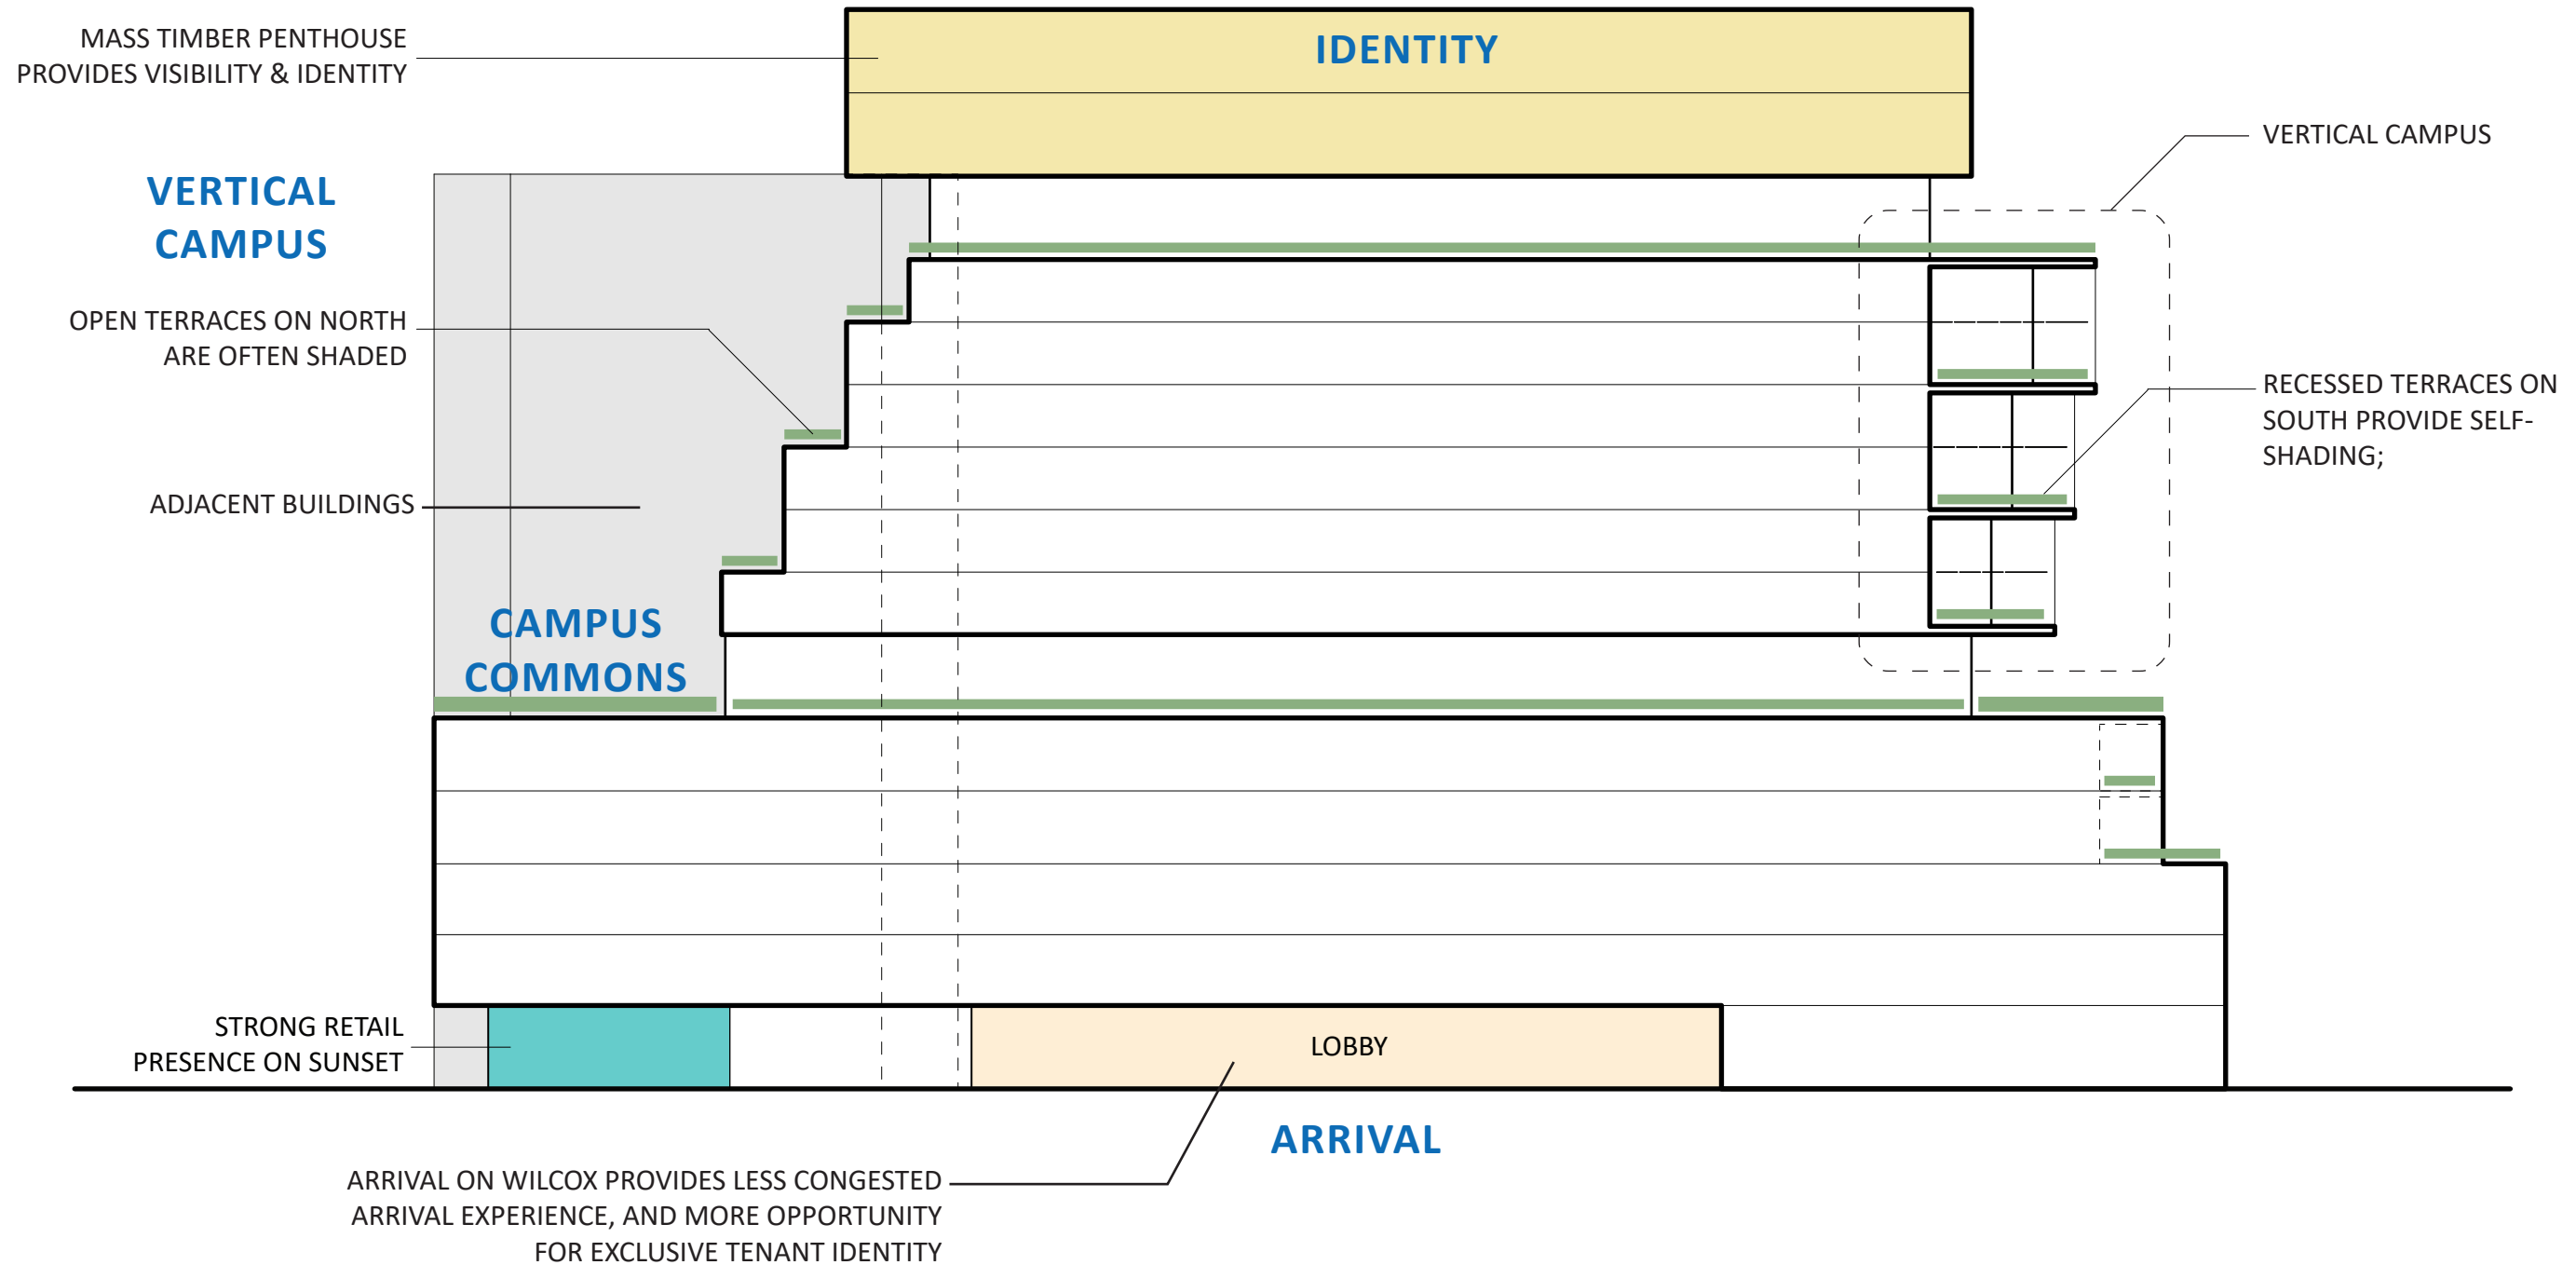 MASS TIMBER PENTHOUSE
PROVIDES VISIBILITY & IDENTITY
IDENTITY
VERTICAL CAMPUS
VERTICAL
CAMPUS
OPEN TERRACES ON NORTH
ARE OFTEN SHADED
RECESSED TERRACES ON
SOUTH PROVIDE SELF-
SHADING;
ADJACENT BUILDINGS
CAMPUS
COMMONS
STRONG RETAIL
PRESENCE ON SUNSET
LOBBY
ARRIVAL
ARRIVAL ON WILCOX PROVIDES LESS CONGESTED
ARRIVAL EXPERIENCE, AND MORE OPPORTUNITY
FOR EXCLUSIVE TENANT IDENTITY